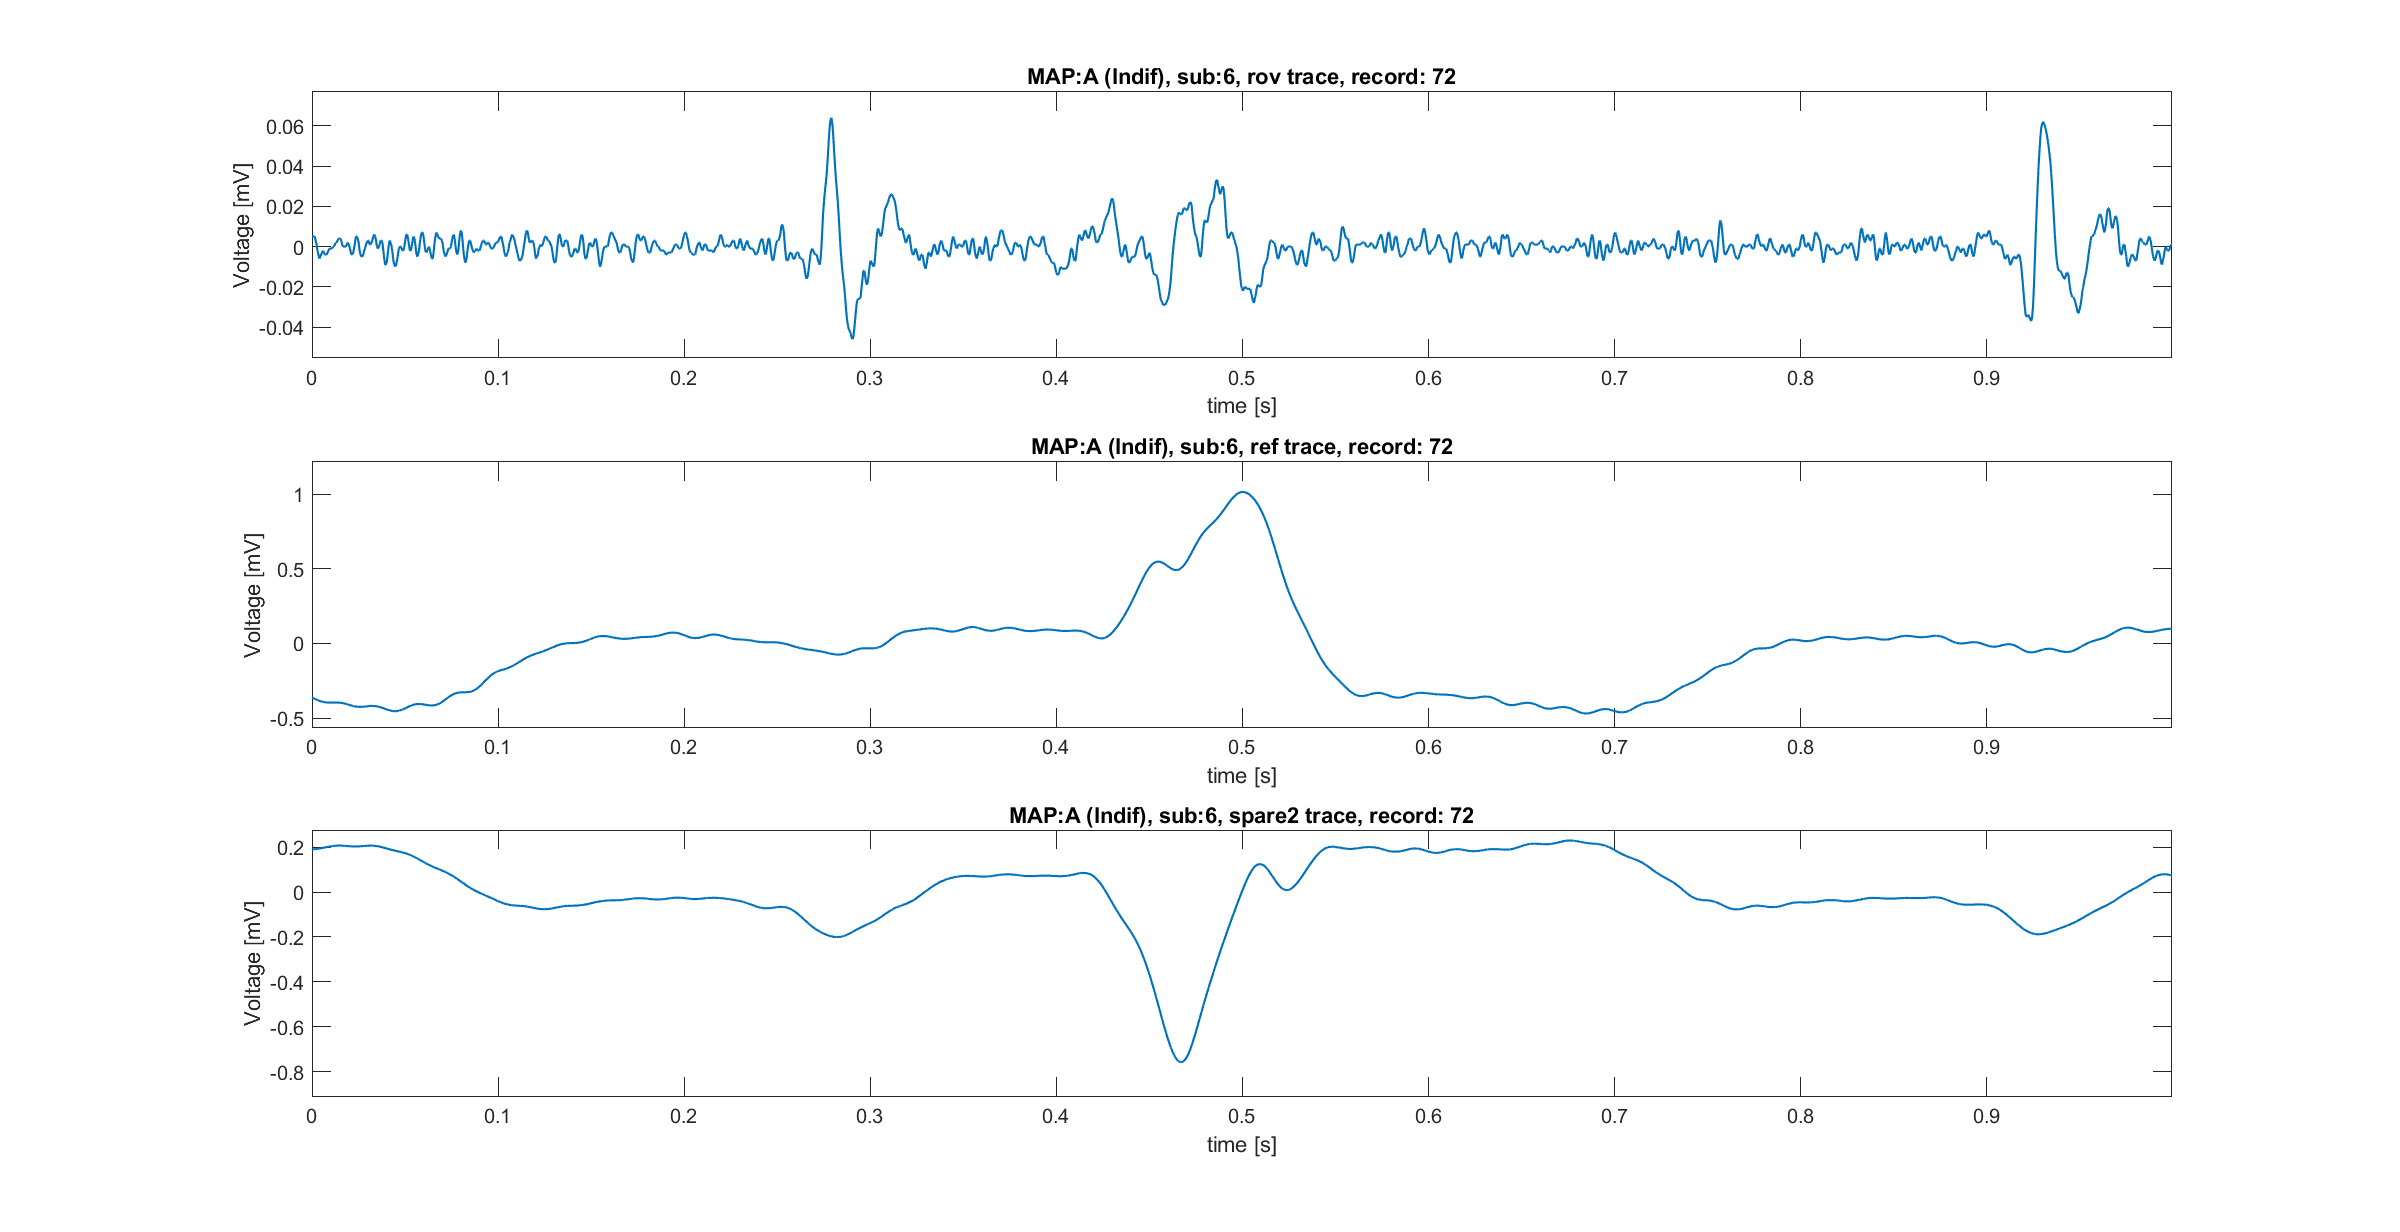 MAP:A (Indif), sub:6, rov trace, record: 72
Voltage [mV]
0.06
0.04
0.02
0
-0.02
-0.04
0 0.1 0.2 0.3 0.4 0.5 0.6 0.7 0.8 0.9
time [s]
MAP:A (Indif), sub:6, ref trace, record: 72
Voltage [mV]
1
0.5
0
-0.5
0 0.1 0.2 0.3 0.4 0.5 0.6 0.7 0.8 0.9
time [s]
MAP:A (Indif), sub:6, spare2 trace, record: 72
Voltage [mV]
0.2
0
-0.2
-0.4
-0.6
-0.8
0 0.1 0.2 0.3 0.4 0.5 0.6 0.7 0.8 0.9
time [s]